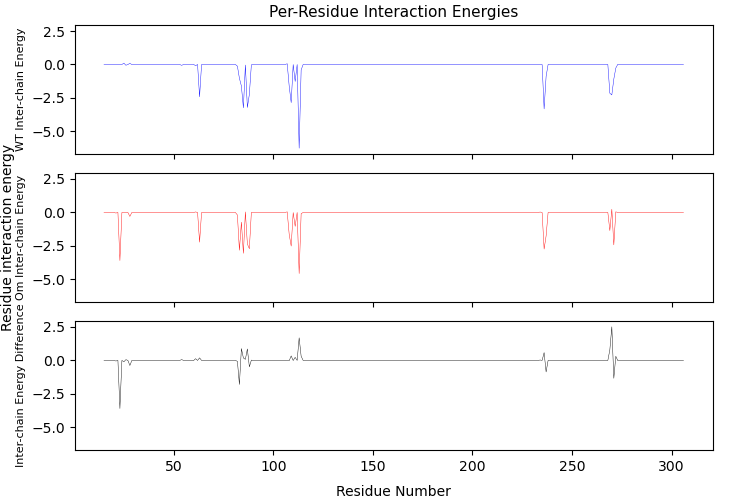 Per-Residue Interaction Energies
WT Inter-chain Energy
2.5
0.0
−2.5
−5.0
Residue interaction energy
Om Inter-chain Energy
2.5
0.0
−2.5
−5.0
Inter-chain Energy Difference
2.5
0.0
−2.5
−5.0
50 100 150 200 250 300
Residue Number